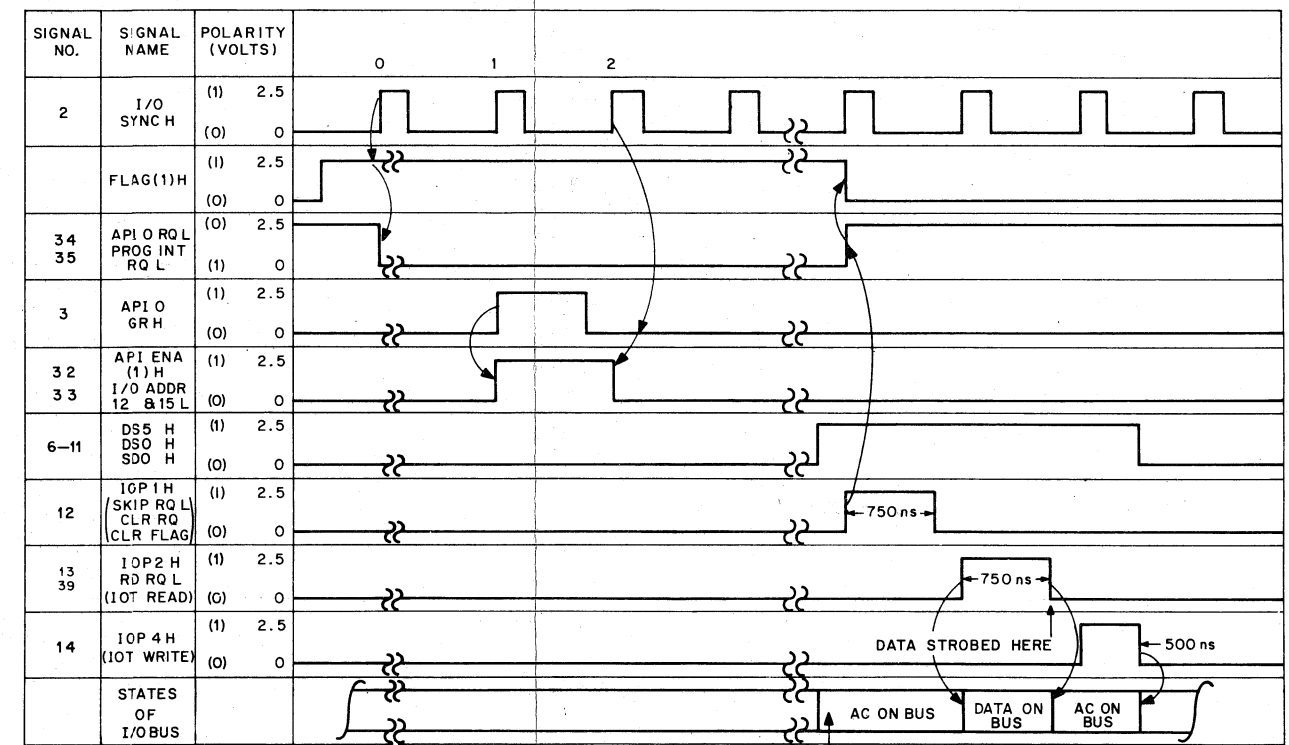 SIGNAL NO.
SIGNAL NAME
POLARITY (VOLTS)
0 1 2
2
I/O
SYNC H
(1) 2.5
(0) 0
FLAG(1)H
(1) 2.5
(0) 0
34
35
API 0 RQ L
PROG INT
RQ L
(0) 2.5
(1) 0
3
API 0
GR H
(1) 2.5
(0) 0
32
33
API ENA
(1) H
I/O ADDR
12 & 15 L
(1) 2.5
(0) 0
6-11
DS5 H
DS0 H
SD0 H
(1) 2.5
(0) 0
12
IOP 1 H
(SKIP RQ L
CLR RQ
CLR FLAG)
(1) 2.5
(0) 0
750 ns
13
39
IOP2 H
RD RQ L
(IOT READ)
(1) 2.5
(0) 0
750 ns
DATA STROBED HERE
14
IOP 4 H
(IOT WRITE)
(1) 2.5
(0) 0
500 ns
STATES
OF
I/O BUS
AC ON BUS
DATA ON
BUS
AC ON
BUS